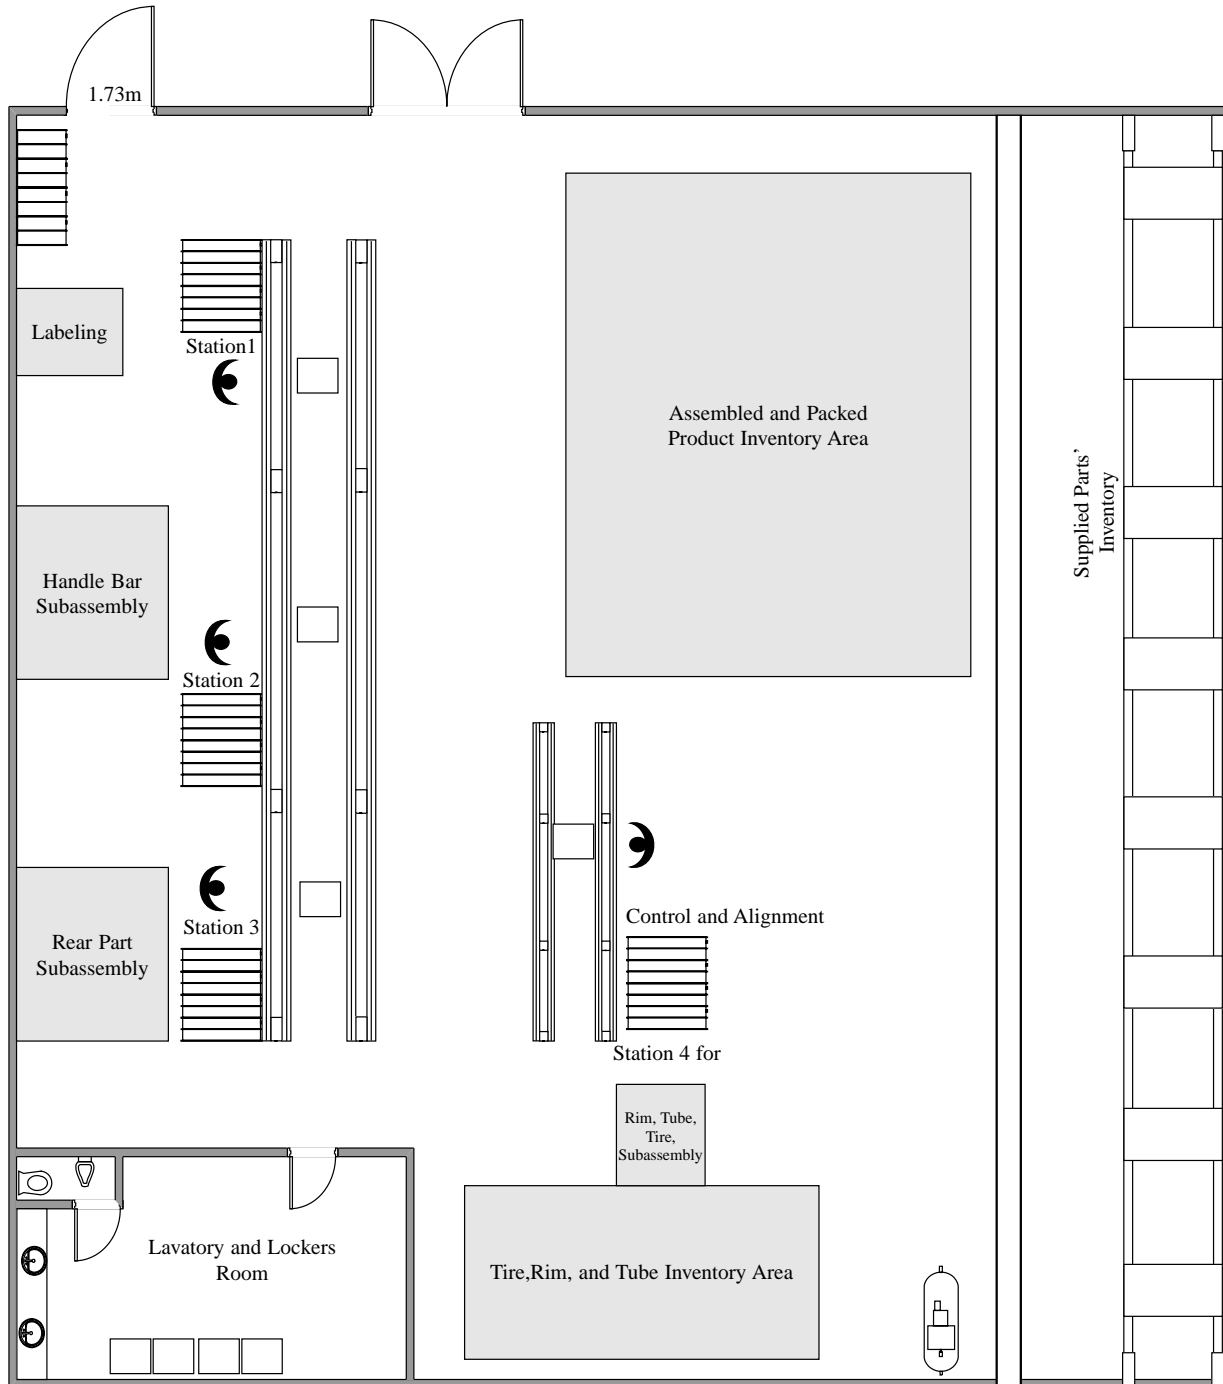 1.73m
Labeling
Station1
Assembled and Packed
Product Inventory Area
Supplied Parts'
Inventory
Handle Bar
Subassembly
Station 2
Station 3
Rear Part
Subassembly
Control and Alignment
Station 4 for
Rim, Tube,
Tire,
Subassembly
Lavatory and Lockers
Room
Tire,Rim, and Tube Inventory Area